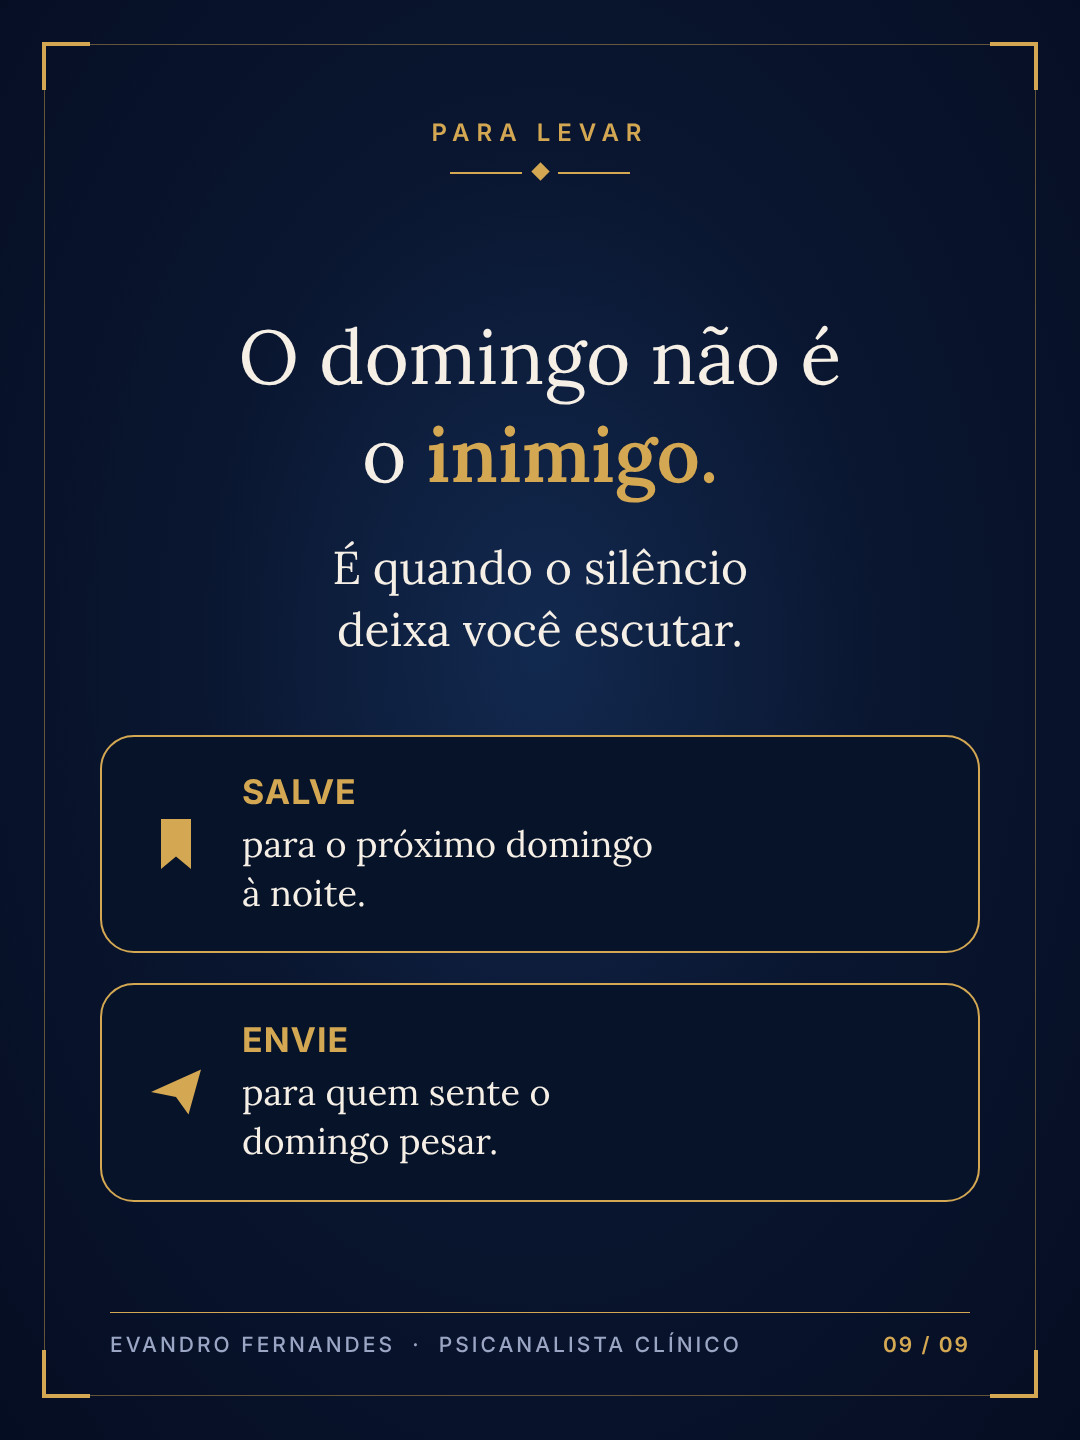 PARA LEVAR
O domingo não é
o inimigo.
É quando o silêncio
deixa você escutar.
SALVE
para o próximo domingo
à noite.
ENVIE
para quem sente o
domingo pesar.
EVANDRO FERNANDES · PSICANALISTA CLÍNICO 09 / 09